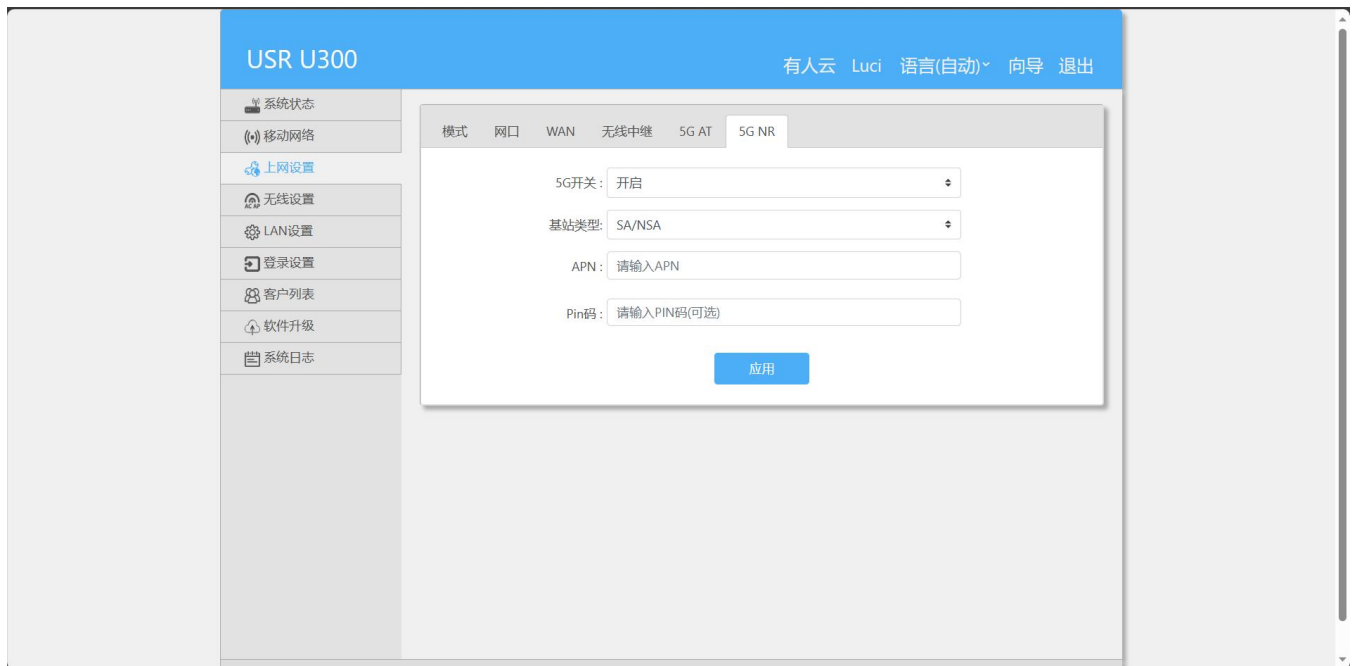 USR U300
有人云 Luci 语言(自动) 向导 退出
系统状态
移动网络
上网设置
无线设置
LAN设置
登录设置
客户列表
软件升级
系统日志
模式 网口 WAN 无线中继 5G AT 5G NR
5G开关 : 开启
基站类型: SA/NSA
APN : 请输入APN
Pin码 : 请输入PIN码(可选)
应用